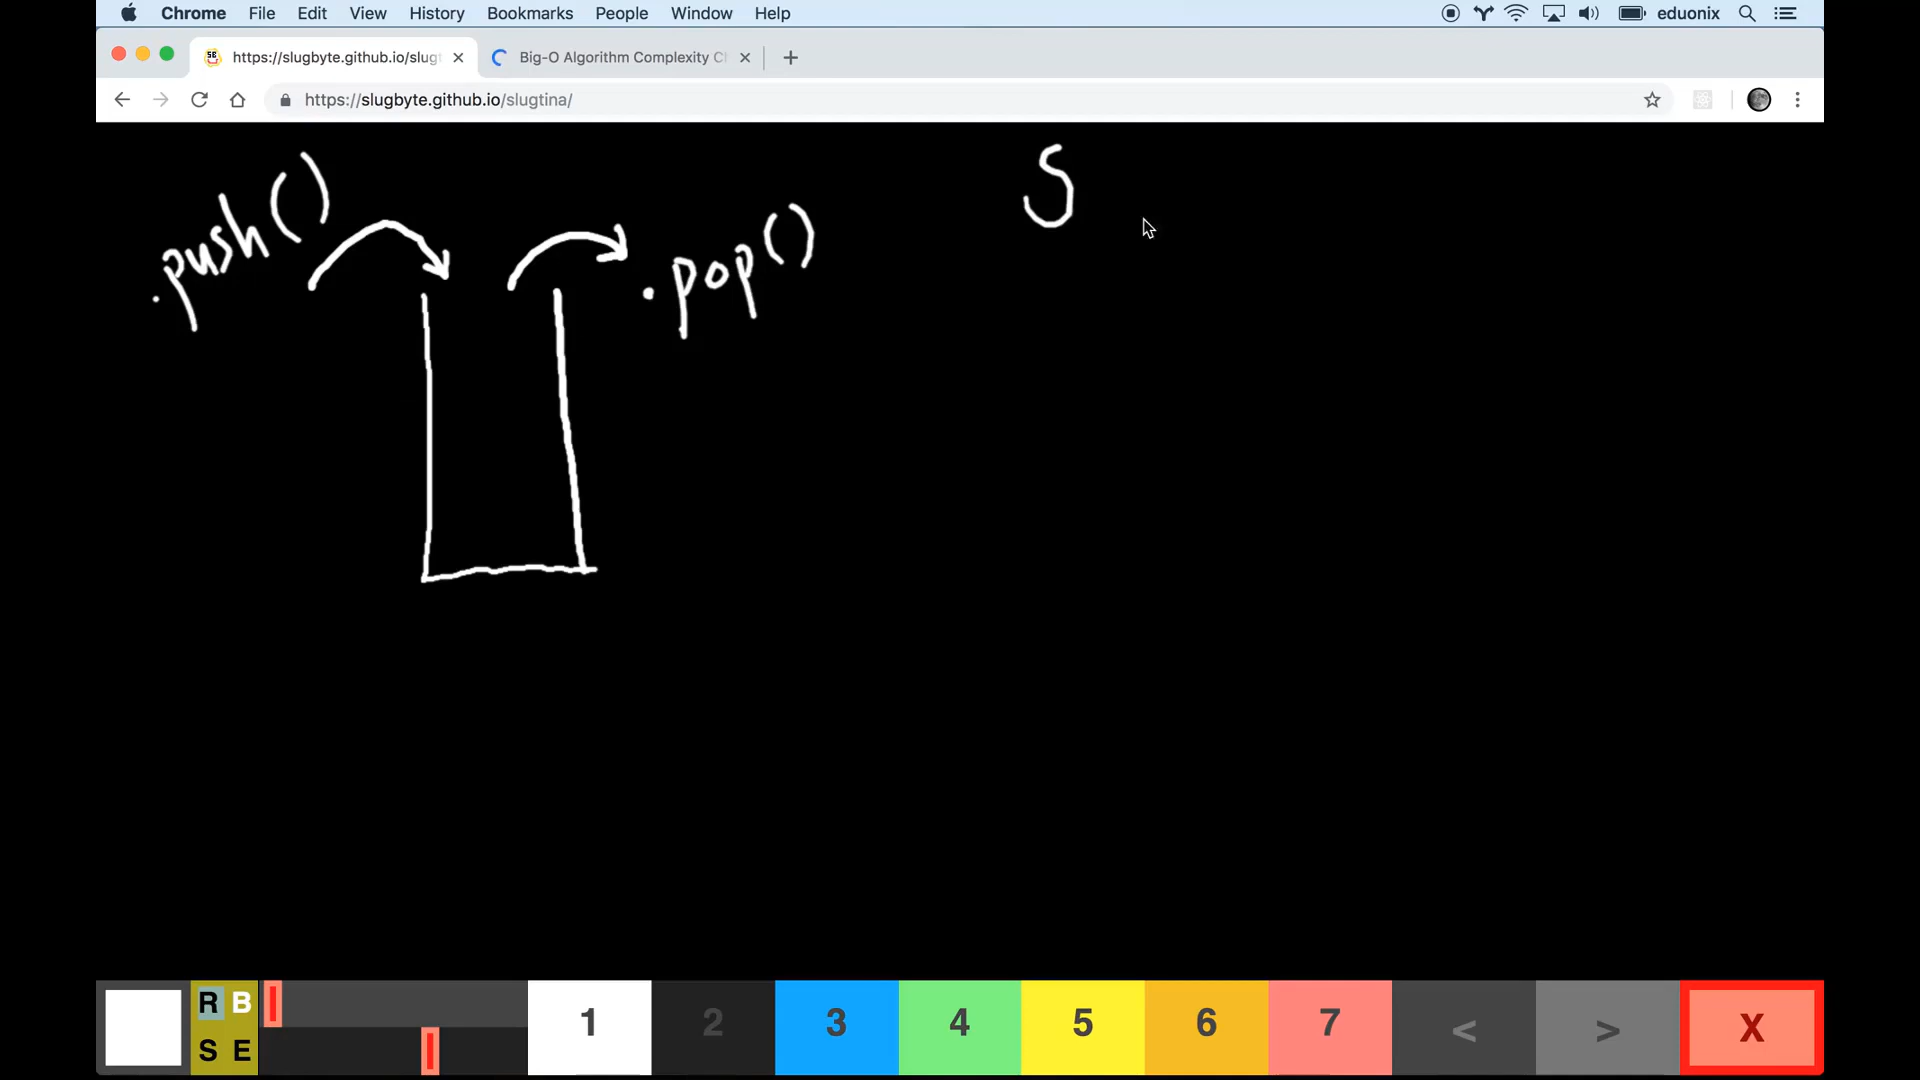 Chrome File Edit View History Bookmarks People Window Help eduonix
https://slugbyte.github.io/slugt Big-O Algorithm Complexity C
https://slugbyte.github.io/slugtina/
.push() S
.pop()
R B
S E
1 2 3 4 5 6 7 < > X